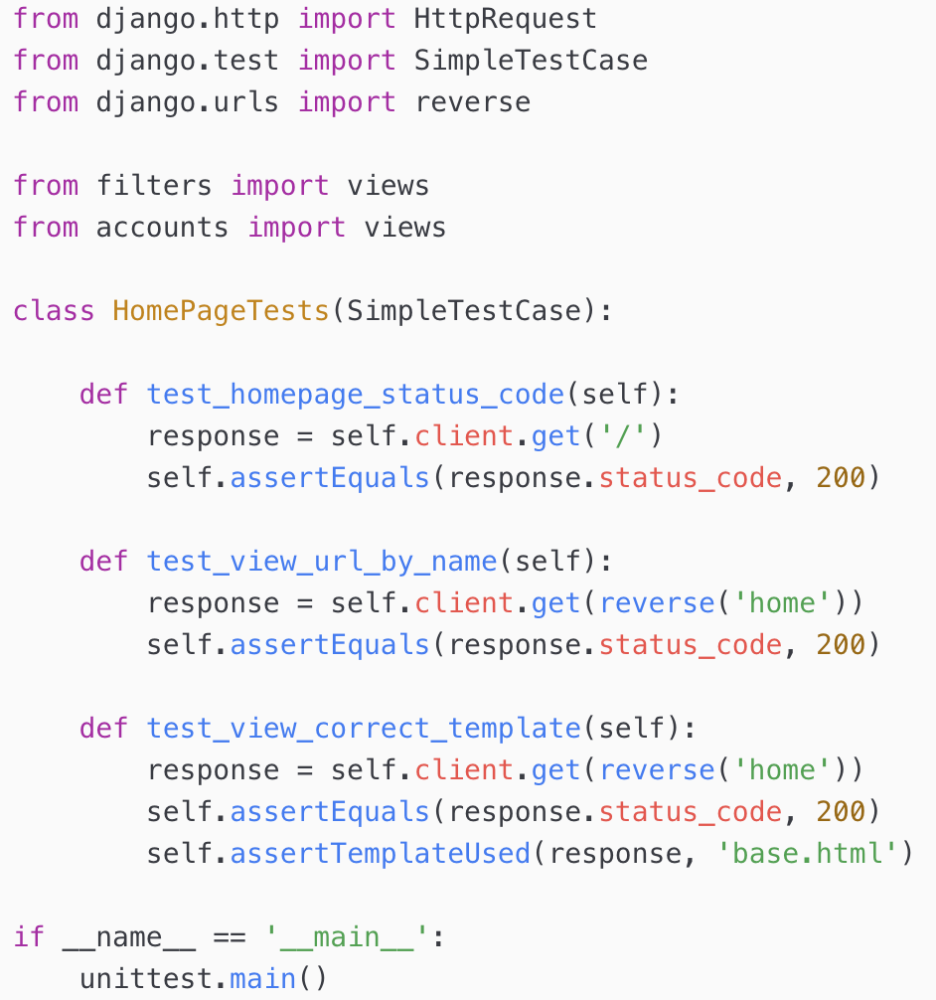 from django.http import HttpRequest
from django.test import SimpleTestCase
from django.urls import reverse

from filters import views
from accounts import views

class HomePageTests(SimpleTestCase):

    def test_homepage_status_code(self):
        response = self.client.get('/')
        self.assertEquals(response.status_code, 200)

    def test_view_url_by_name(self):
        response = self.client.get(reverse('home'))
        self.assertEquals(response.status_code, 200)

    def test_view_correct_template(self):
        response = self.client.get(reverse('home'))
        self.assertEquals(response.status_code, 200)
        self.assertTemplateUsed(response, 'base.html')

if __name__ == '__main__':
    unittest.main()